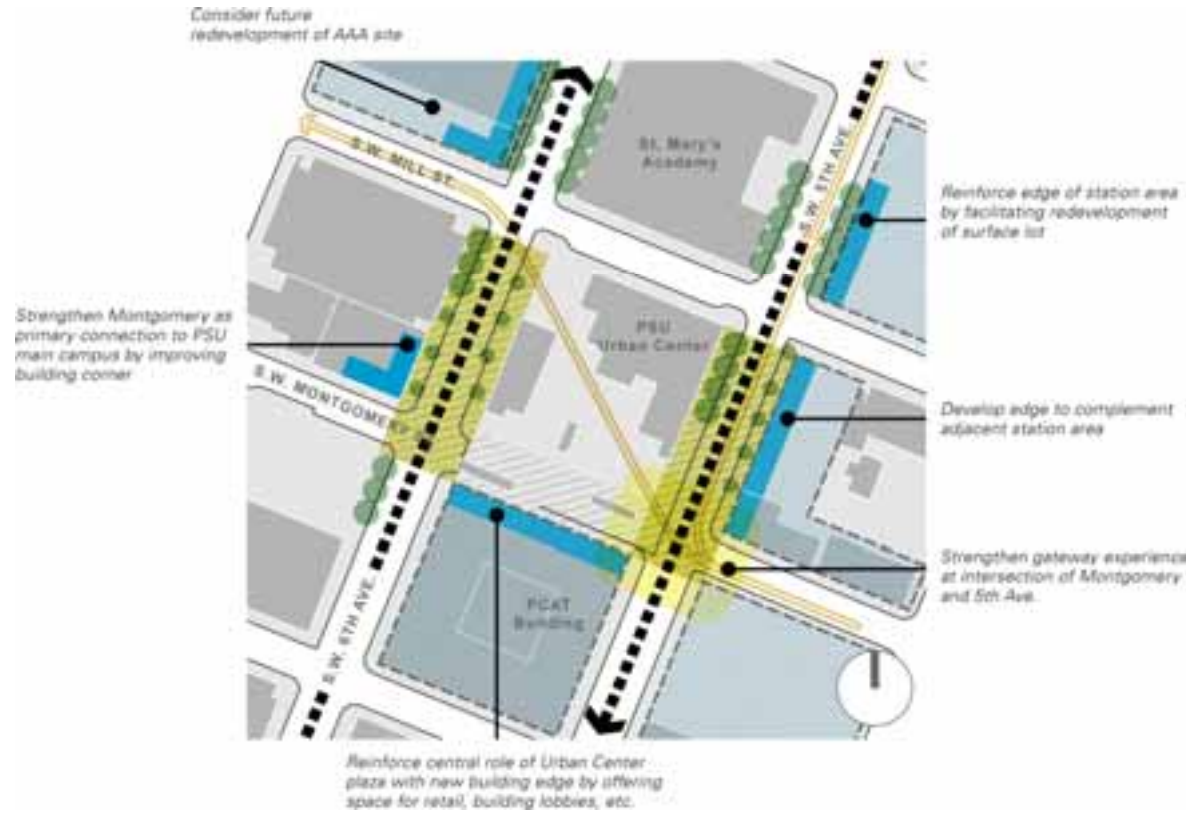 Consider future
redevelopment of AAA site
S.W. MILL ST.
St. Mary's
Academy
S.W. 5TH AVE.
Reinforce edge of station area
by facilitating redevelopment
of surface lot
Strengthen Montgomery as
primary connection to PSU
main campus by improving
building corner
PSU
Urban Center
S.W. MONTGOMERY
Develop edge to complement
adjacent station area
Strengthen gateway experience
at intersection of Montgomery
and 5th Ave.
PCAT
Building
S.W. 6TH AVE.
Reinforce central role of Urban Center
plaza with new building edge by offering
space for retail, building lobbies, etc.